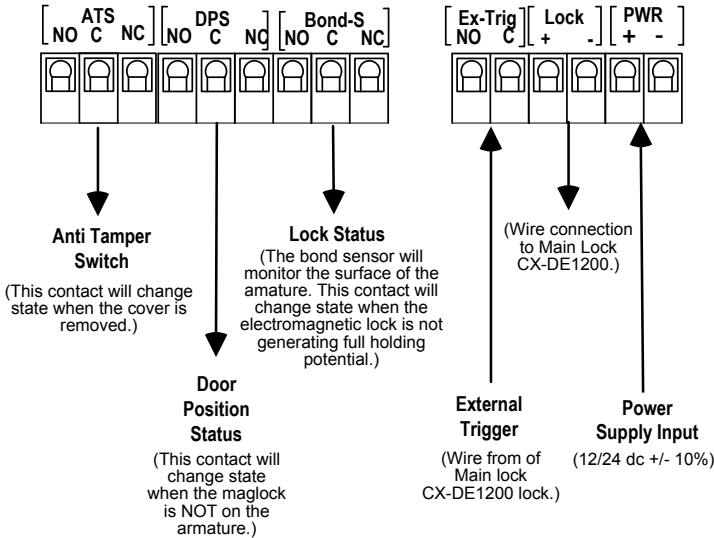 ATS DPS Bond-S Ex-Trig Lock PWR
NO C NC NO C NC NO C NC NO C + - + -
Anti Tamper
Switch
(This contact will change
state when the cover is
removed.)
Door
Position
Status
(This contact will
change state
when the maglock
is NOT on the
armature.)
Lock Status
(The bond sensor will
monitor the surface of the
amature. This contact will
change state when the
electromagnetic lock is not
generating full holding
potential.)
External
Trigger
(Wire from of
Main lock
CX-DE1200 lock.)
(Wire connection
to Main Lock
CX-DE1200.)
Power
Supply Input
(12/24 dc +/- 10%)